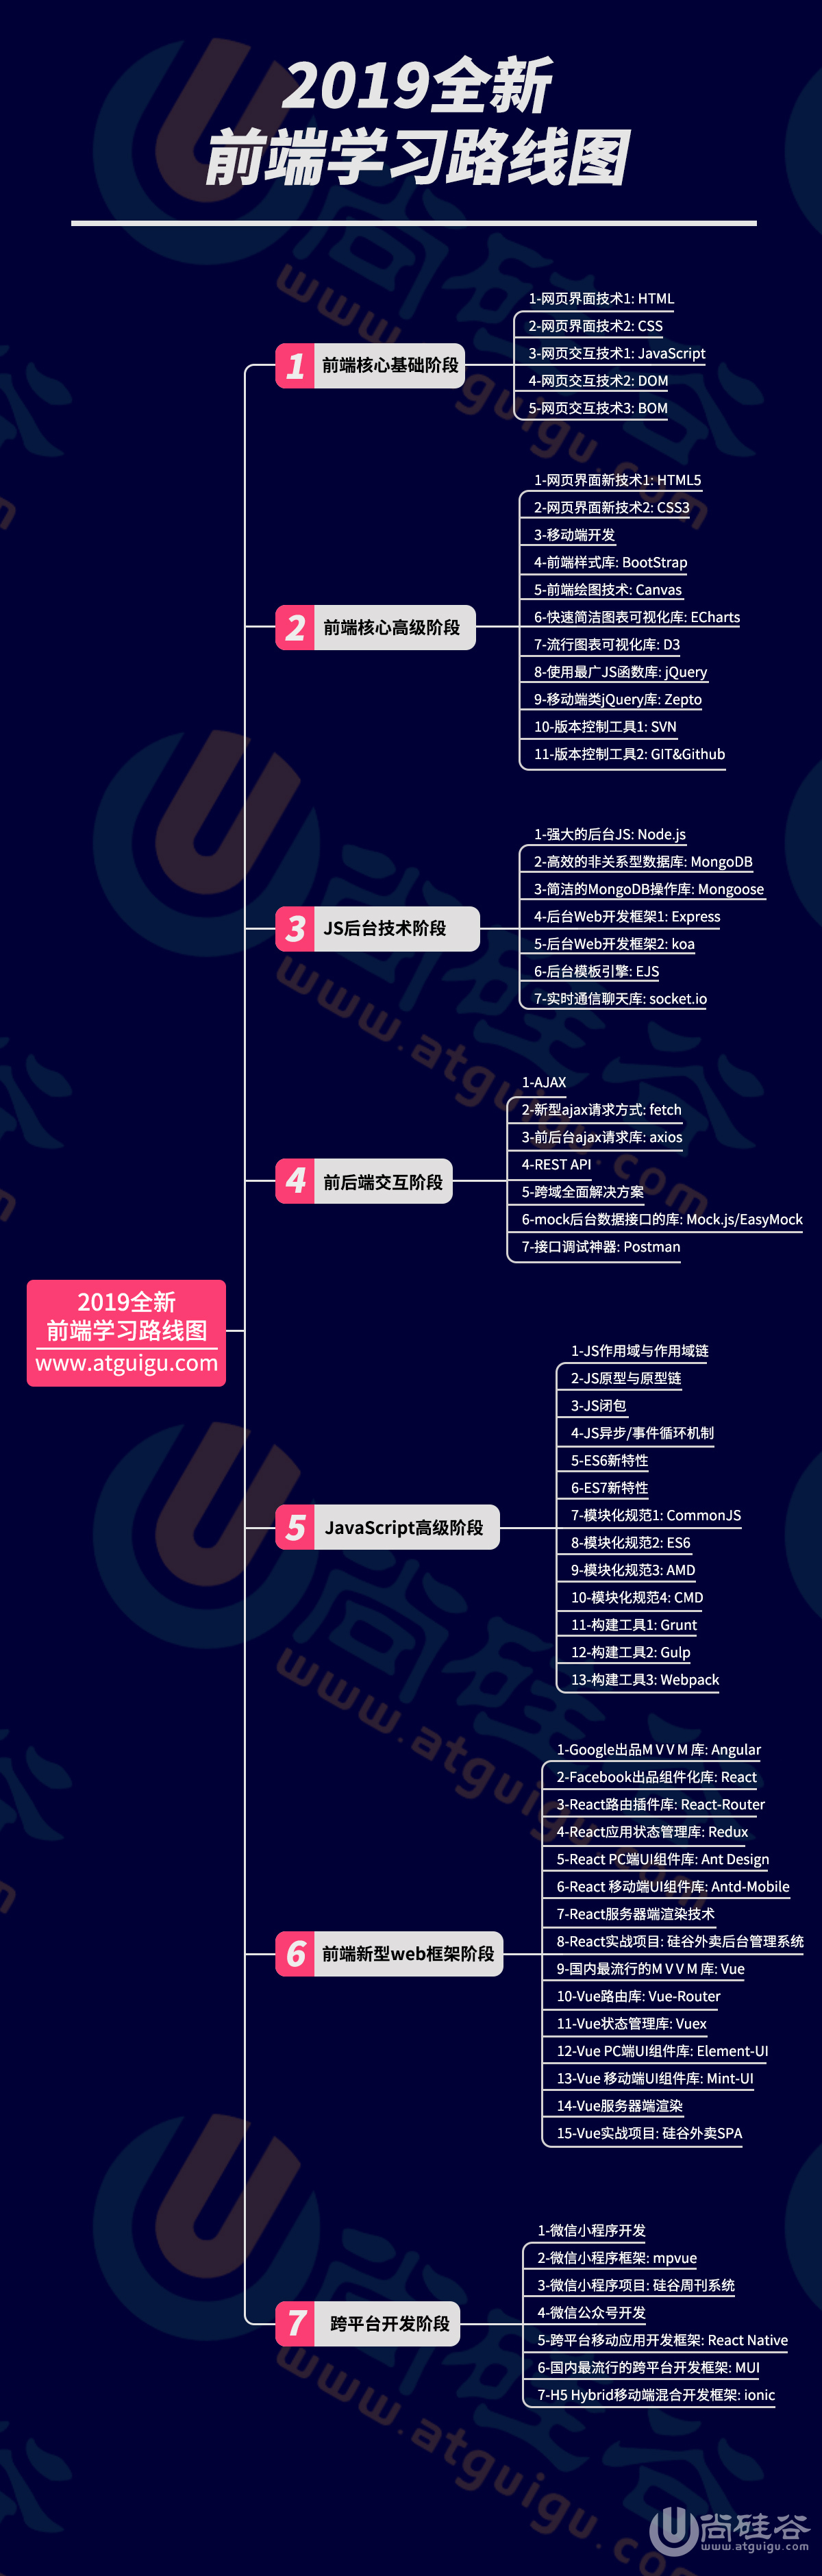 2019全新
前端学习路线图
1 前端核心基础阶段
1-网页界面技术1: HTML
2-网页界面技术2: CSS
3-网页交互技术1: JavaScript
4-网页交互技术2: DOM
5-网页交互技术3: BOM
2 前端核心高级阶段
1-网页界面新技术1: HTML5
2-网页界面新技术2: CSS3
3-移动端开发
4-前端样式库: BootStrap
5-前端绘图技术: Canvas
6-快速简洁图表可视化库: ECharts
7-流行图表可视化库: D3
8-使用最广JS函数库: jQuery
9-移动端类jQuery库: Zepto
10-版本控制工具1: SVN
11-版本控制工具2: GIT&Github
3 JS后台技术阶段
1-强大的后台JS: Node.js
2-高效的非关系型数据库: MongoDB
3-简洁的MongoDB操作库: Mongoose
4-后台Web开发框架1: Express
5-后台Web开发框架2: koa
6-后台模板引擎: EJS
7-实时通信聊天库: socket.io
4 前后端交互阶段
1-AJAX
2-新型ajax请求方式: fetch
3-前后台ajax请求库: axios
4-REST API
5-跨域全面解决方案
6-mock后台数据接口的库: Mock.js/EasyMock
7-接口调试神器: Postman
2019全新
前端学习路线图
www.atguigu.com
5 JavaScript高级阶段
1-JS作用域与作用域链
2-JS原型与原型链
3-JS闭包
4-JS异步/事件循环机制
5-ES6新特性
6-ES7新特性
7-模块化规范1: CommonJS
8-模块化规范2: ES6
9-模块化规范3: AMD
10-模块化规范4: CMD
11-构建工具1: Grunt
12-构建工具2: Gulp
13-构建工具3: Webpack
6 前端新型web框架阶段
1-Google出品M V V M 库: Angular
2-Facebook出品组件化库: React
3-React路由插件库: React-Router
4-React应用状态管理库: Redux
5-React PC端UI组件库: Ant Design
6-React 移动端UI组件库: Antd-Mobile
7-React服务器端渲染技术
8-React实战项目: 硅谷外卖后台管理系统
9-国内最流行的M V V M 库: Vue
10-Vue路由库: Vue-Router
11-Vue状态管理库: Vuex
12-Vue PC端UI组件库: Element-UI
13-Vue 移动端UI组件库: Mint-UI
14-Vue服务器端渲染
15-Vue实战项目: 硅谷外卖SPA
7 跨平台开发阶段
1-微信小程序开发
2-微信小程序框架: mpvue
3-微信小程序项目: 硅谷周刊系统
4-微信公众号开发
5-跨平台移动应用开发框架: React Native
6-国内最流行的跨平台开发框架: MUI
7-H5 Hybrid移动端混合开发框架: ionic
尚硅谷
www.atguigu.com